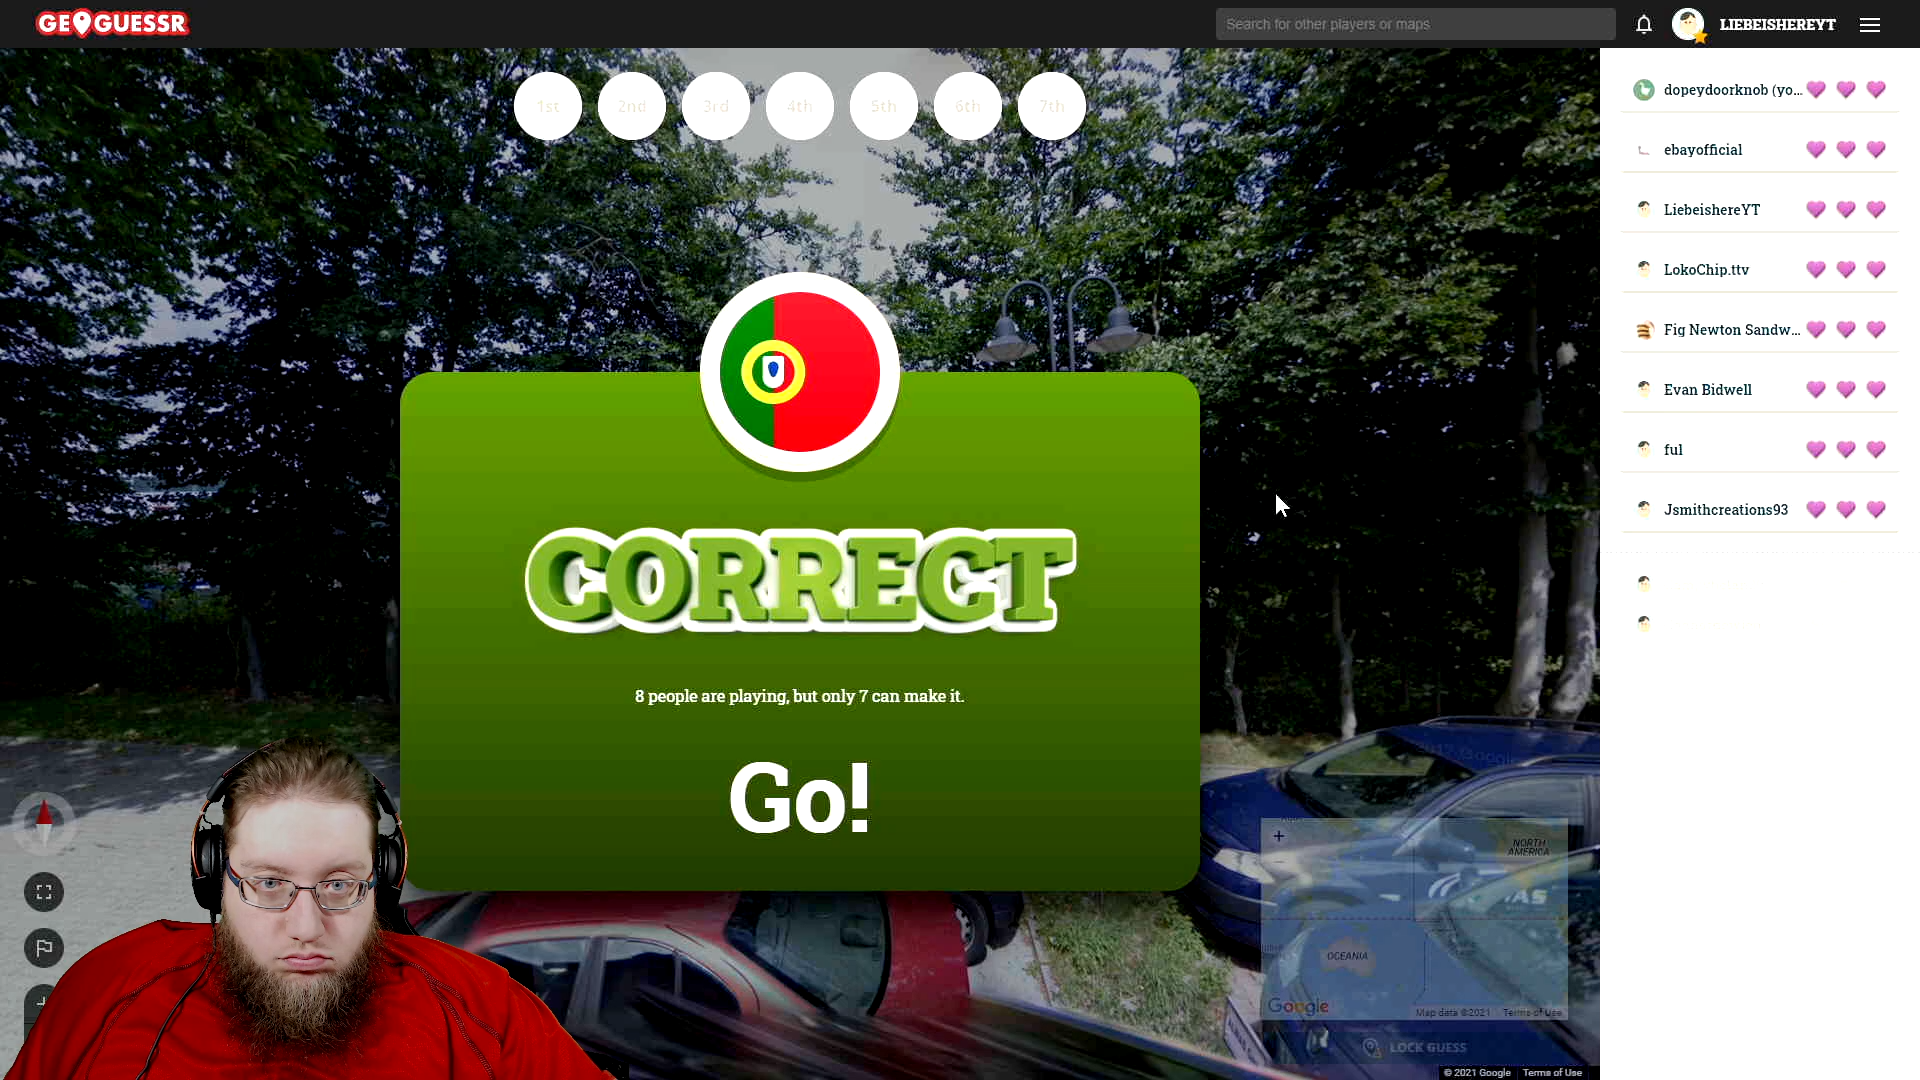 GEOGUESSR
Search for other players or maps
LIEBEISHEREYT
1st
2nd
3rd
4th
5th
6th
7th
dopeydoorknob (yo...
ebayofficial
LiebeishereYT
LokoChip.ttv
Fig Newton Sandw...
Evan Bidwell
ful
Jsmithcreations93
CORRECT
8 people are playing, but only 7 can make it.
Go!
+
NORTH
AMERICA
OCEANIA
Google
Map data ©2021
Terms of Use
LOCK GUESS
© 2021 Google
Terms of Use